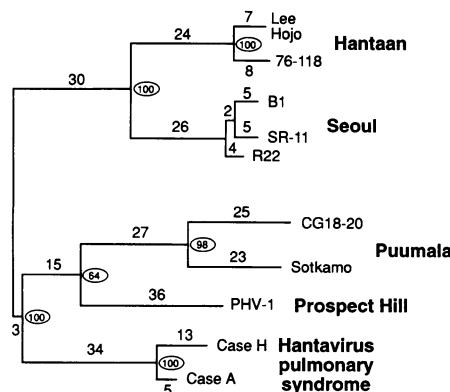 7 Lee
24 Hojo Hantaan
100
76-118
8
30
100
5 B1
2
Seoul
5 SR-11
26
4 R22
25
27 CG18-20
98 Puumala
23
15 Sotkamo
64
36 PHV-1 Prospect Hill
3 100
13 Case H Hantavirus
34
100 pulmonary
Case A syndrome
5